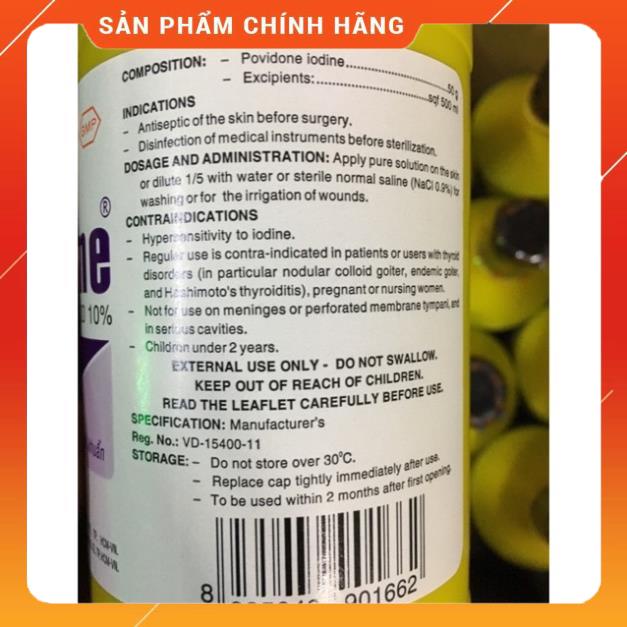 SẢN PHẨM CHÍNH HÃNG
COMPOSITION: - Povidone iodine..........50 g
- Excipients:..........sqf 500 ml
GMP
INDICATIONS
- Antiseptic of the skin before surgery.
- Disinfection of medical instruments before sterilization.
DOSAGE AND ADMINISTRATION: Apply pure solution on the skin
or dilute 1/5 with water or sterile normal saline (NaCl 0.9%) for
washing or for the irrigation of wounds.
CONTRAINDICATIONS
- Hypersensitivity to iodine.
- Regular use is contra-indicated in patients or users with thyroid
disorders (in particular nodular colloid goiter, endemic goiter,
and Hashimoto's thyroiditis), pregnant or nursing women.
- Not for use on meninges or perforated membrane tympani, and
in serious cavities.
- Children under 2 years.
EXTERNAL USE ONLY - DO NOT SWALLOW.
KEEP OUT OF REACH OF CHILDREN.
READ THE LEAFLET CAREFULLY BEFORE USE.
SPECIFICATION: Manufacturer's
Reg. No.: VD-15400-11
STORAGE: - Do not store over 30°C.
- Replace cap tightly immediately after use.
- To be used within 2 months after first opening.
ne®
10%
8 901662